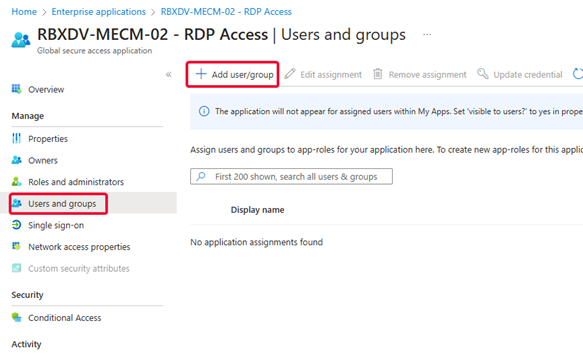 Home > Enterprise applications > RBXDV-MECM-02 - RDP Access
RBXDV-MECM-02 - RDP Access | Users and groups ...
Global secure access application
«
+ Add user/group Edit assignment Remove assignment Update credential
Overview
The application will not appear for assigned users within My Apps. Set 'visible to users?' to yes in prope
Manage
Properties
Assign users and groups to app-roles for your application here. To create new app-roles for this applic
Owners
First 200 shown, search all users & groups
Roles and administrators
Users and groups
Display name
Single sign-on
No application assignments found
Network access properties
Custom security attributes
Security
Conditional Access
Activity